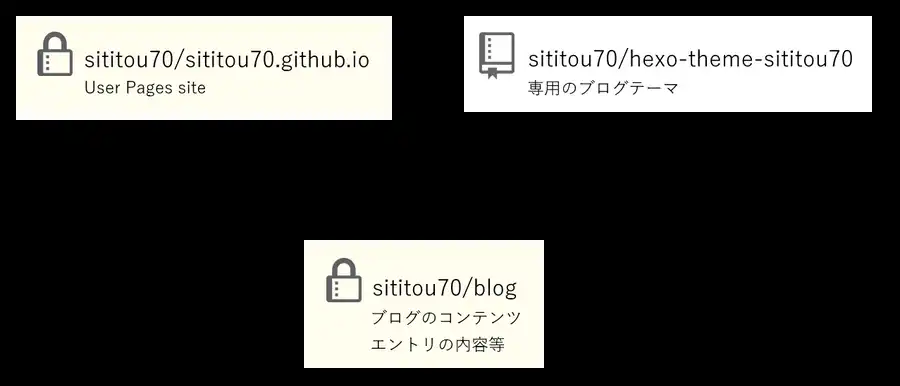 sititou70/sititou70.github.io
User Pages site
sititou70/hexo-theme-sititou70
専用のブログテーマ
sititou70/blog
ブログのコンテンツ
エントリの内容等